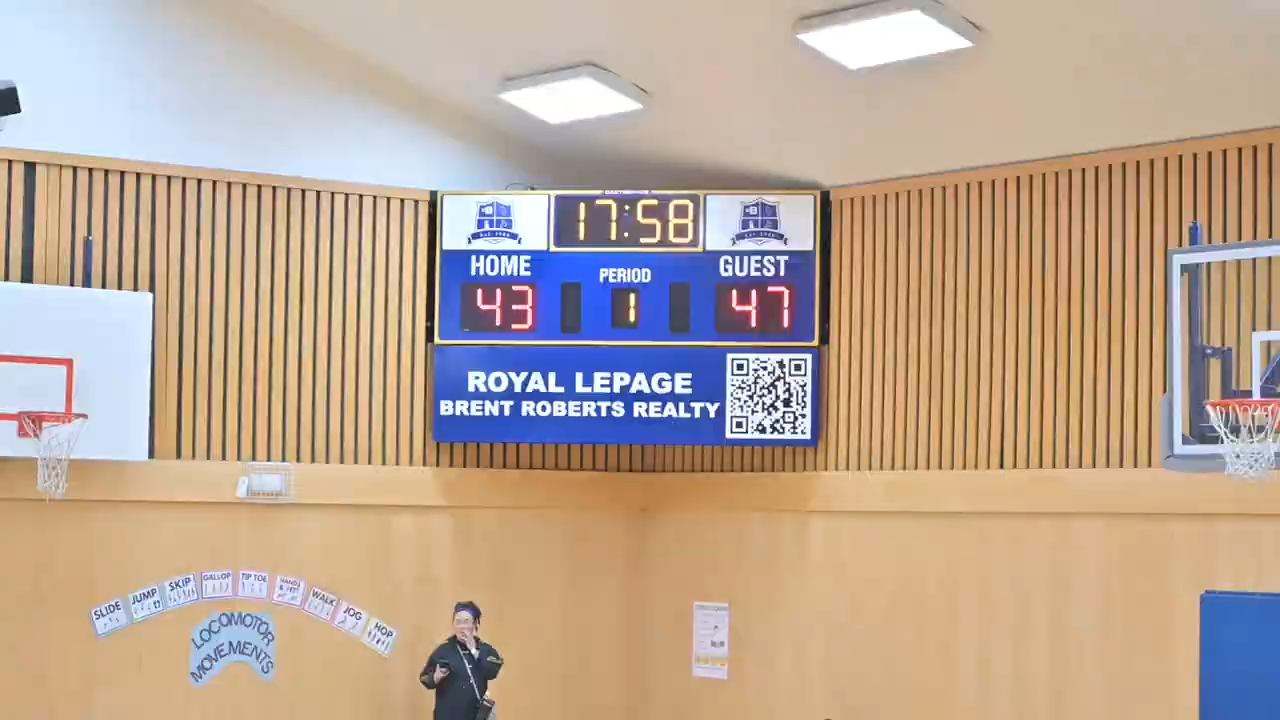 17:58
HOME
PERIOD
GUEST
43
1
47
ROYAL LEPAGE
BRENT ROBERTS REALTY
SLIDE
JUMP
SKIP
GALLOP
TIP TOE
WALK
JOG
HOP
LOCOMOTOR
MOVEMENTS